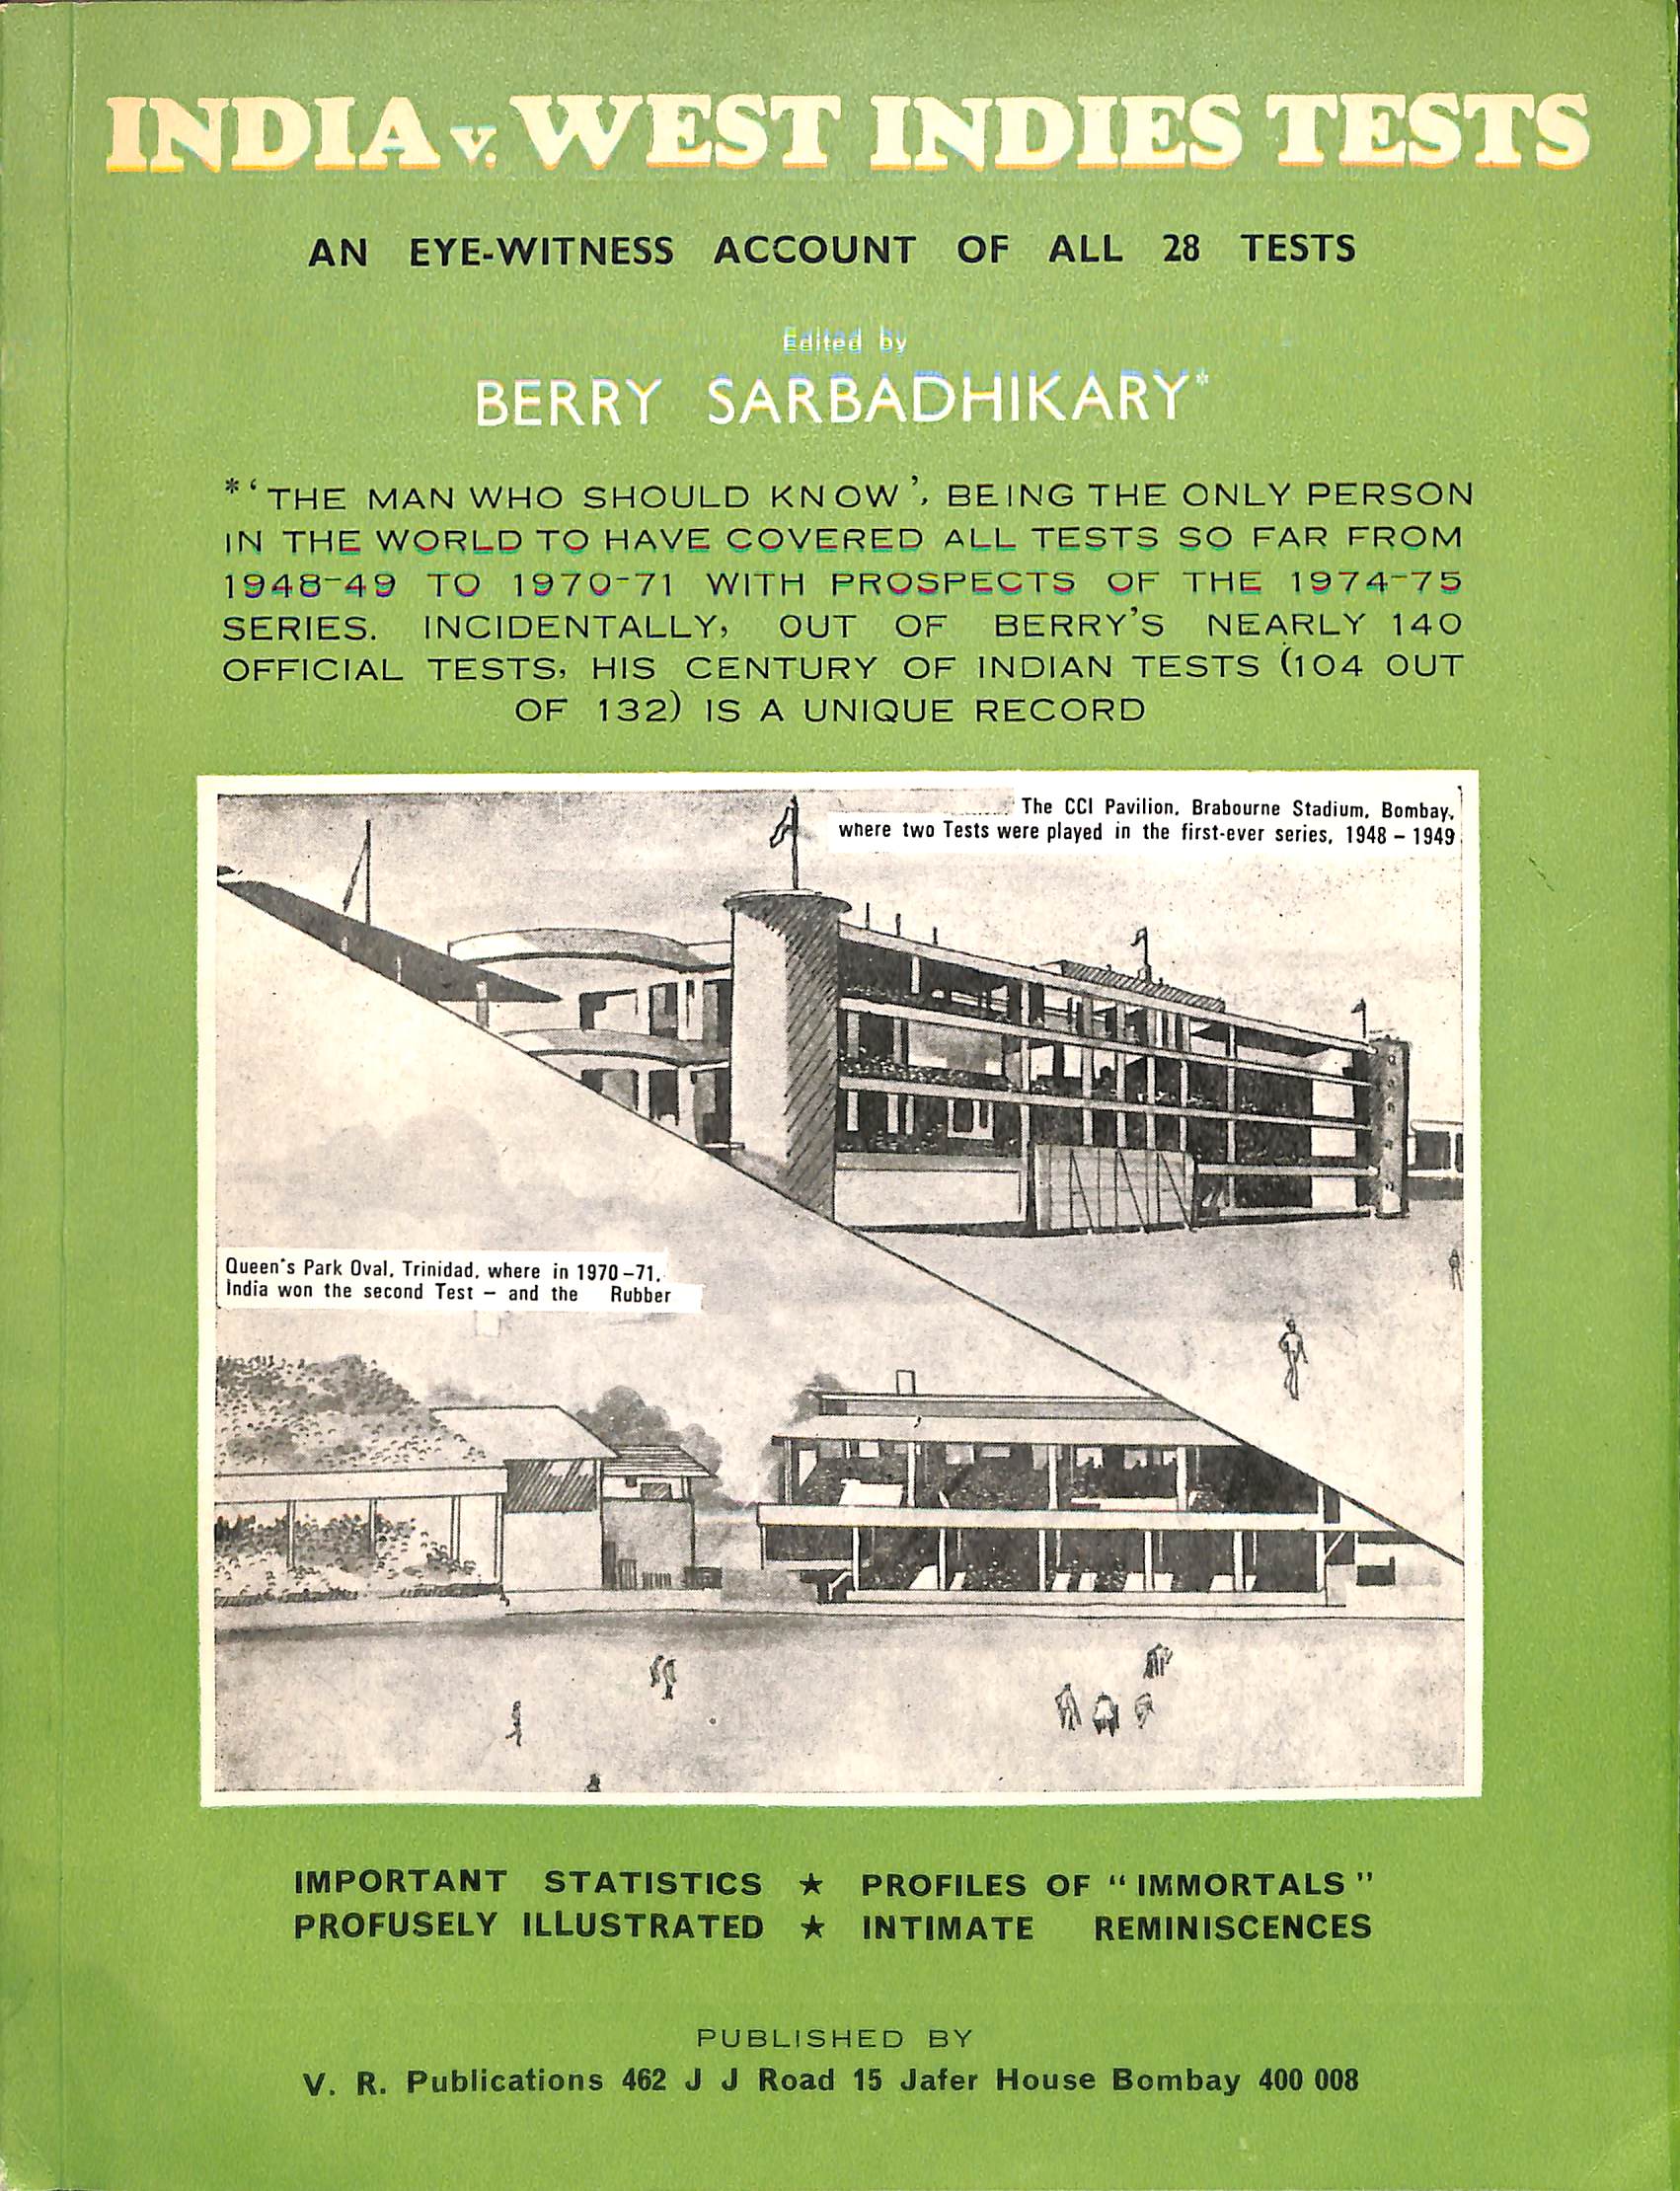 INDIA v. WEST INDIES TESTS
AN EYE-WITNESS ACCOUNT OF ALL 28 TESTS
Edited by
BERRY SARBADHIKARY*
*‘THE MAN WHO SHOULD KNOW’, BEING THE ONLY PERSON
IN THE WORLD TO HAVE COVERED ALL TESTS SO FAR FROM
1948-49 TO 1970-71 WITH PROSPECTS OF THE 1974-75
SERIES. INCIDENTALLY, OUT OF BERRY'S NEARLY 140
OFFICIAL TESTS, HIS CENTURY OF INDIAN TESTS (104 OUT
OF 132) IS A UNIQUE RECORD
The CCI Pavilion, Brabourne Stadium, Bombay,
where two Tests were played in the first-ever series, 1948 – 1949
Queen's Park Oval, Trinidad, where in 1970–71,
India won the second Test – and the Rubber
IMPORTANT STATISTICS ★ PROFILES OF “IMMORTALS”
PROFUSELY ILLUSTRATED ★ INTIMATE REMINISCENCES
PUBLISHED BY
V. R. Publications 462 J J Road 15 Jafer House Bombay 400 008